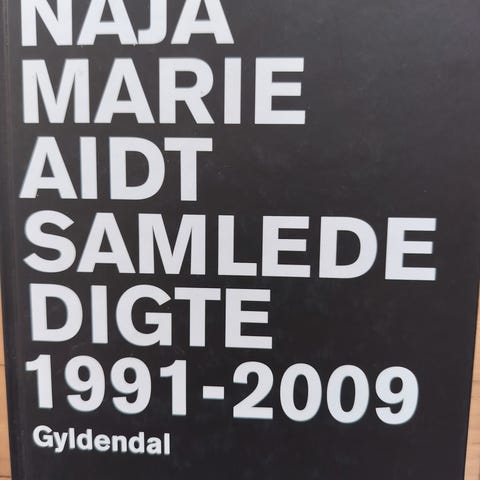 NAJA
MARIE
AIDT
SAMLEDE
DIGTE
1991-2009
Gyldendal